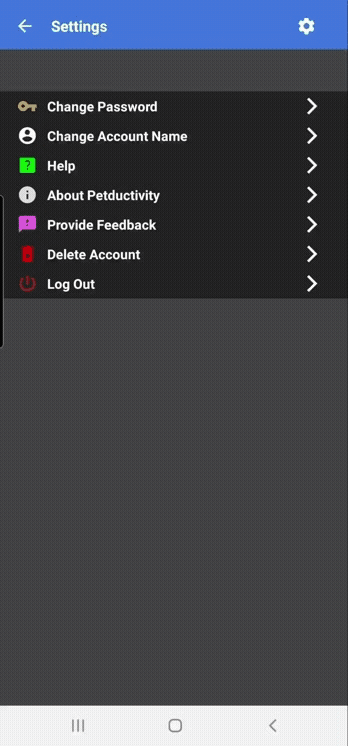 Settings
Change Password
Change Account Name
Help
About Petductivity
Provide Feedback
Delete Account
Log Out